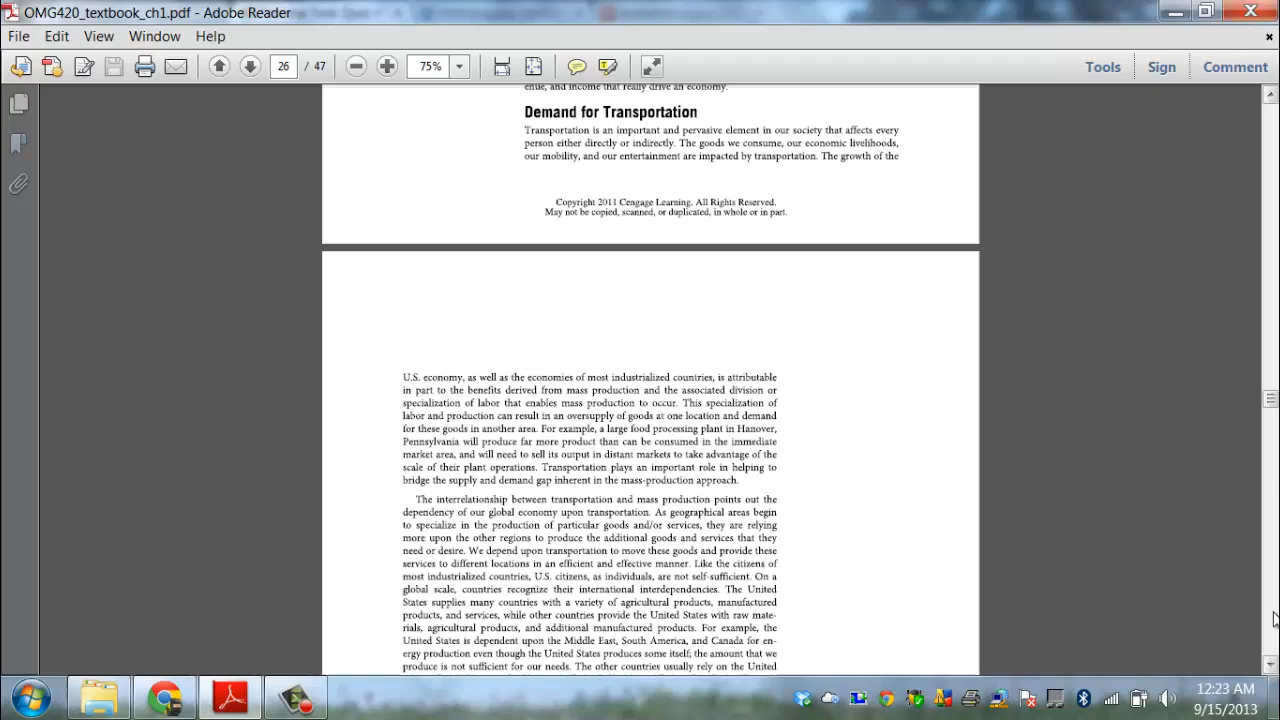 OMG420_textbook_ch1.pdf - Adobe Reader
File Edit View Window Help
26 / 47 75% Tools Sign Comment
enue, and income that really drive an economy.
Demand for Transportation
Transportation is an important and pervasive element in our society that affects every
person either directly or indirectly. The goods we consume, our economic livelihoods,
our mobility, and our entertainment are impacted by transportation. The growth of the
Copyright 2011 Cengage Learning. All Rights Reserved.
May not be copied, scanned, or duplicated, in whole or in part.
U.S. economy, as well as the economies of most industrialized countries, is attributable
in part to the benefits derived from mass production and the associated division or
specialization of labor that enables mass production to occur. This specialization of
labor and production can result in an oversupply of goods at one location and demand
for these goods in another area. For example, a large food processing plant in Hanover,
Pennsylvania will produce far more product than can be consumed in the immediate
market area, and will need to sell its output in distant markets to take advantage of the
scale of their plant operations. Transportation plays an important role in helping to
bridge the supply and demand gap inherent in the mass-production approach.
The interrelationship between transportation and mass production points out the
dependency of our global economy upon transportation. As geographical areas begin
to specialize in the production of particular goods and/or services, they are relying
more upon the other regions to produce the additional goods and services that they
need or desire. We depend upon transportation to move these goods and provide these
services to different locations in an efficient and effective manner. Like the citizens of
most industrialized countries, U.S. citizens, as individuals, are not self-sufficient. On a
global scale, countries recognize their international interdependencies. The United
States supplies many countries with a variety of agricultural products, manufactured
products, and services, while other countries provide the United States with raw mate-
rials, agricultural products, and additional manufactured products. For example, the
United States is dependent upon the Middle East, South America, and Canada for en-
ergy production even though the United States produces some itself; the amount that we
produce is not sufficient for our needs. The other countries usually rely on the United
12:23 AM
9/15/2013